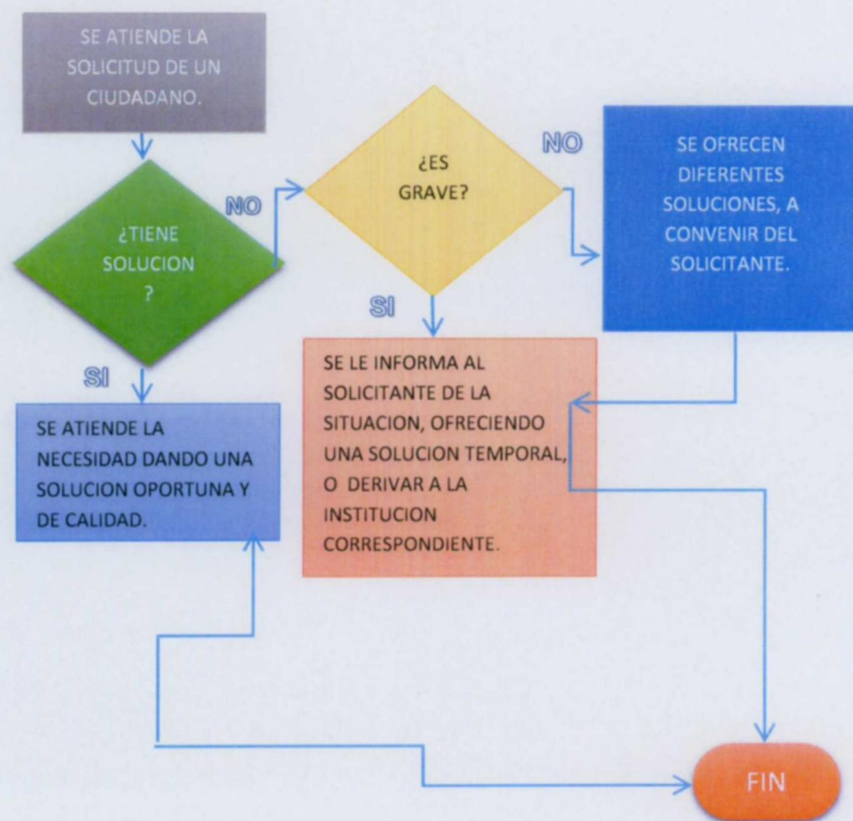 SE ATIENDE LA
SOLICITUD DE UN
CIUDADANO.
¿TIENE
SOLUCION
?
NO
SI
¿ES
GRAVE?
NO
SI
SE OFRECEN
DIFERENTES
SOLUCIONES, A
CONVENIR DEL
SOLICITANTE.
SE ATIENDE LA
NECESIDAD DANDO UNA
SOLUCION OPORTUNA Y
DE CALIDAD.
SE LE INFORMA AL
SOLICITANTE DE LA
SITUACION, OFRECIENDO
UNA SOLUCION TEMPORAL,
O DERIVAR A LA
INSTITUCION
CORRESPONDIENTE.
FIN